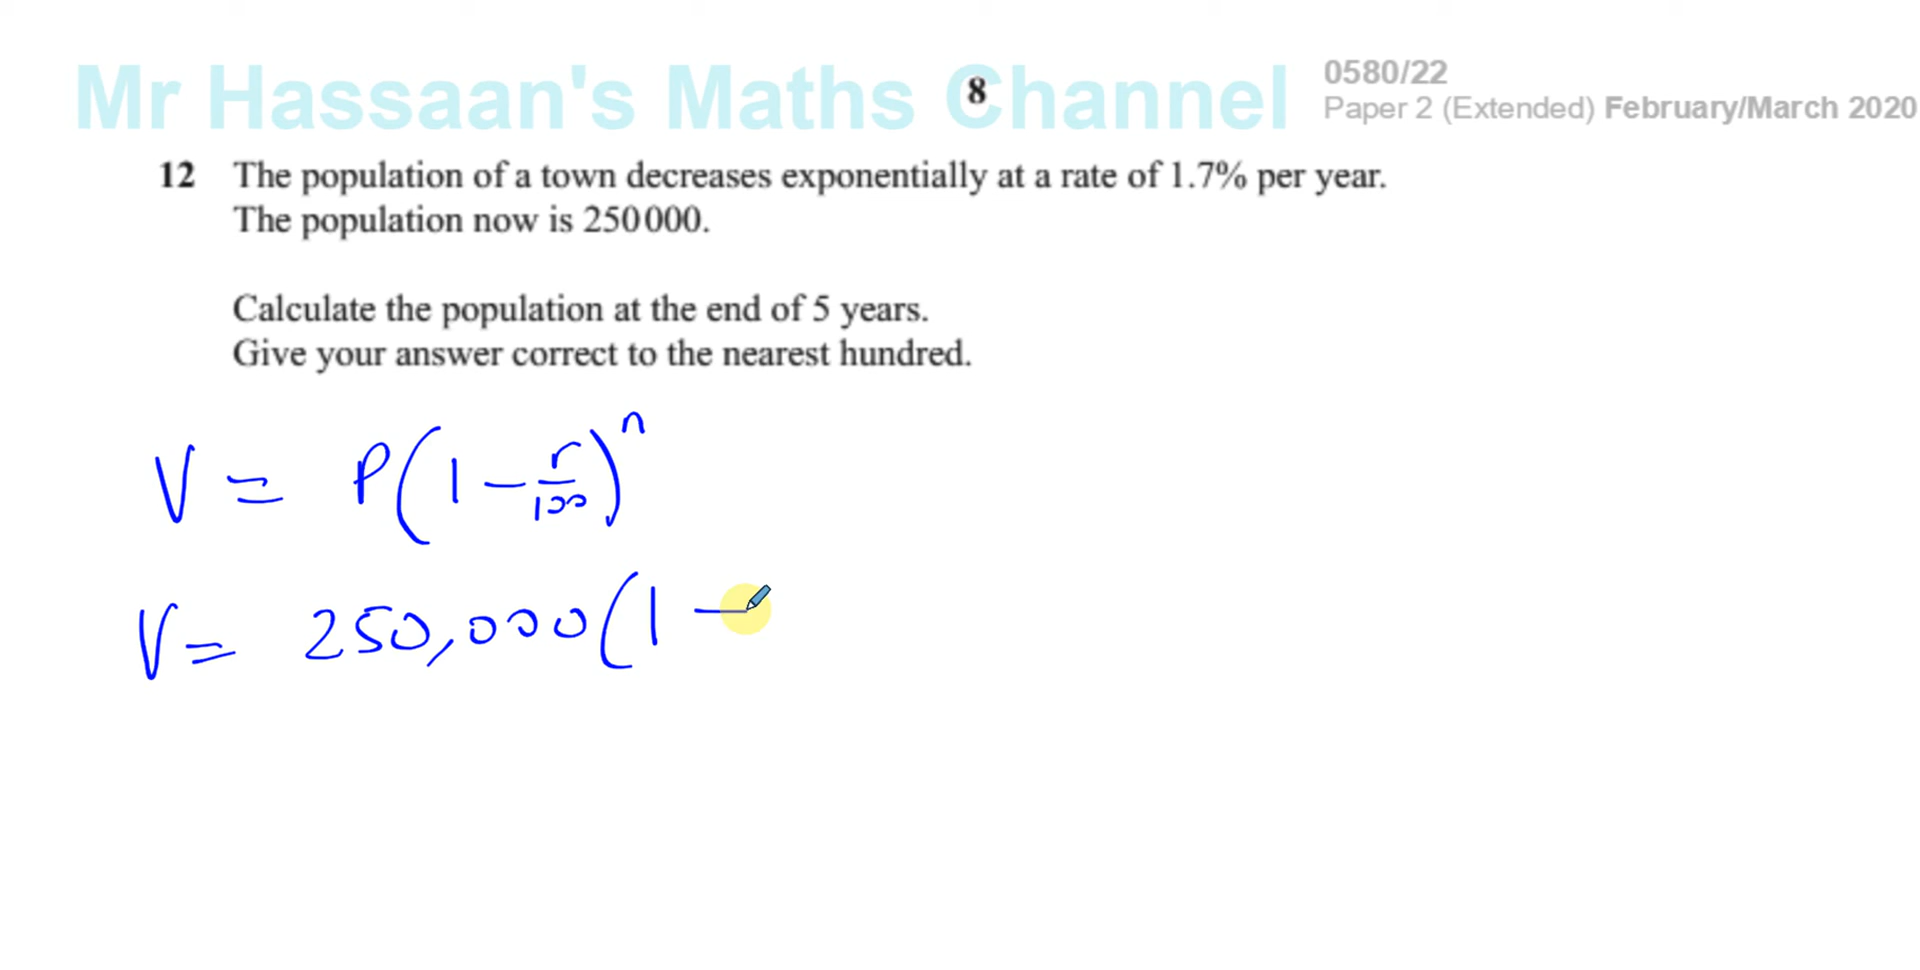 Mr Hassaan's Maths Channel
8
0580/22
Paper 2 (Extended) February/March 2020
12 The population of a town decreases exponentially at a rate of 1.7% per year.
The population now is 250000.
Calculate the population at the end of 5 years.
Give your answer correct to the nearest hundred.
V = P(1 - r/100)^n
V = 250,000(1 -